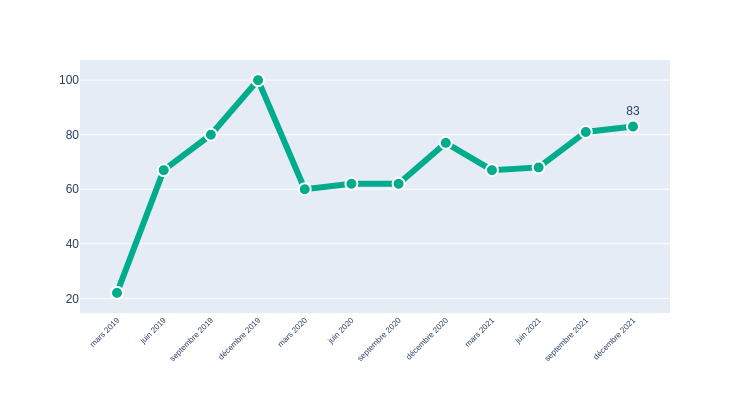 100
80
60
40
20
83
mars 2019
juin 2019
septembre 2019
décembre 2019
mars 2020
juin 2020
septembre 2020
décembre 2020
mars 2021
juin 2021
septembre 2021
décembre 2021